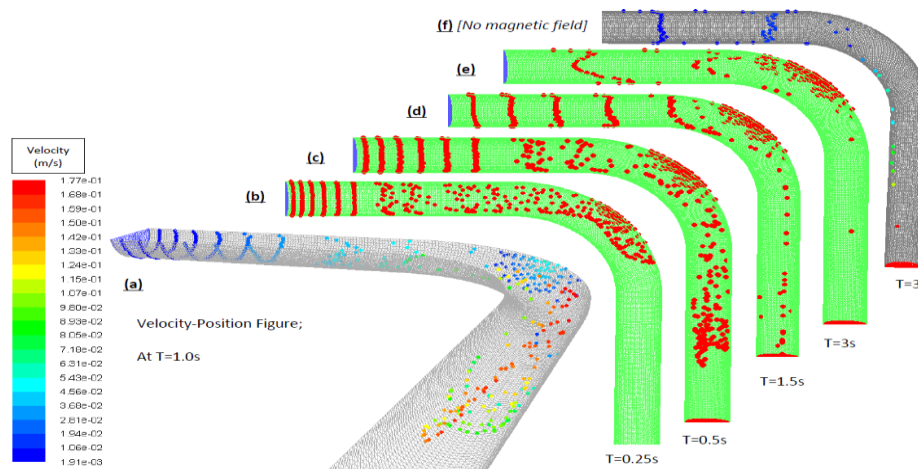 (f) [No magnetic field]
(e)
(d)
(c)
(b)
(a)
Velocity
(m/s)
1.77e-01
1.69e-01
1.59e-01
1.50e-01
1.42e-01
1.33e-01
1.24e-01
1.16e-01
1.07e-01
9.80e-02
8.93e-02
8.05e-02
7.18e-02
6.31e-02
5.43e-02
4.56e-02
3.68e-02
2.81e-02
1.94e-02
1.06e-02
1.91e-03
Velocity-Position Figure;
At T=1.0s
T=0.25s
T=0.5s
T=1.5s
T=3s
T=3